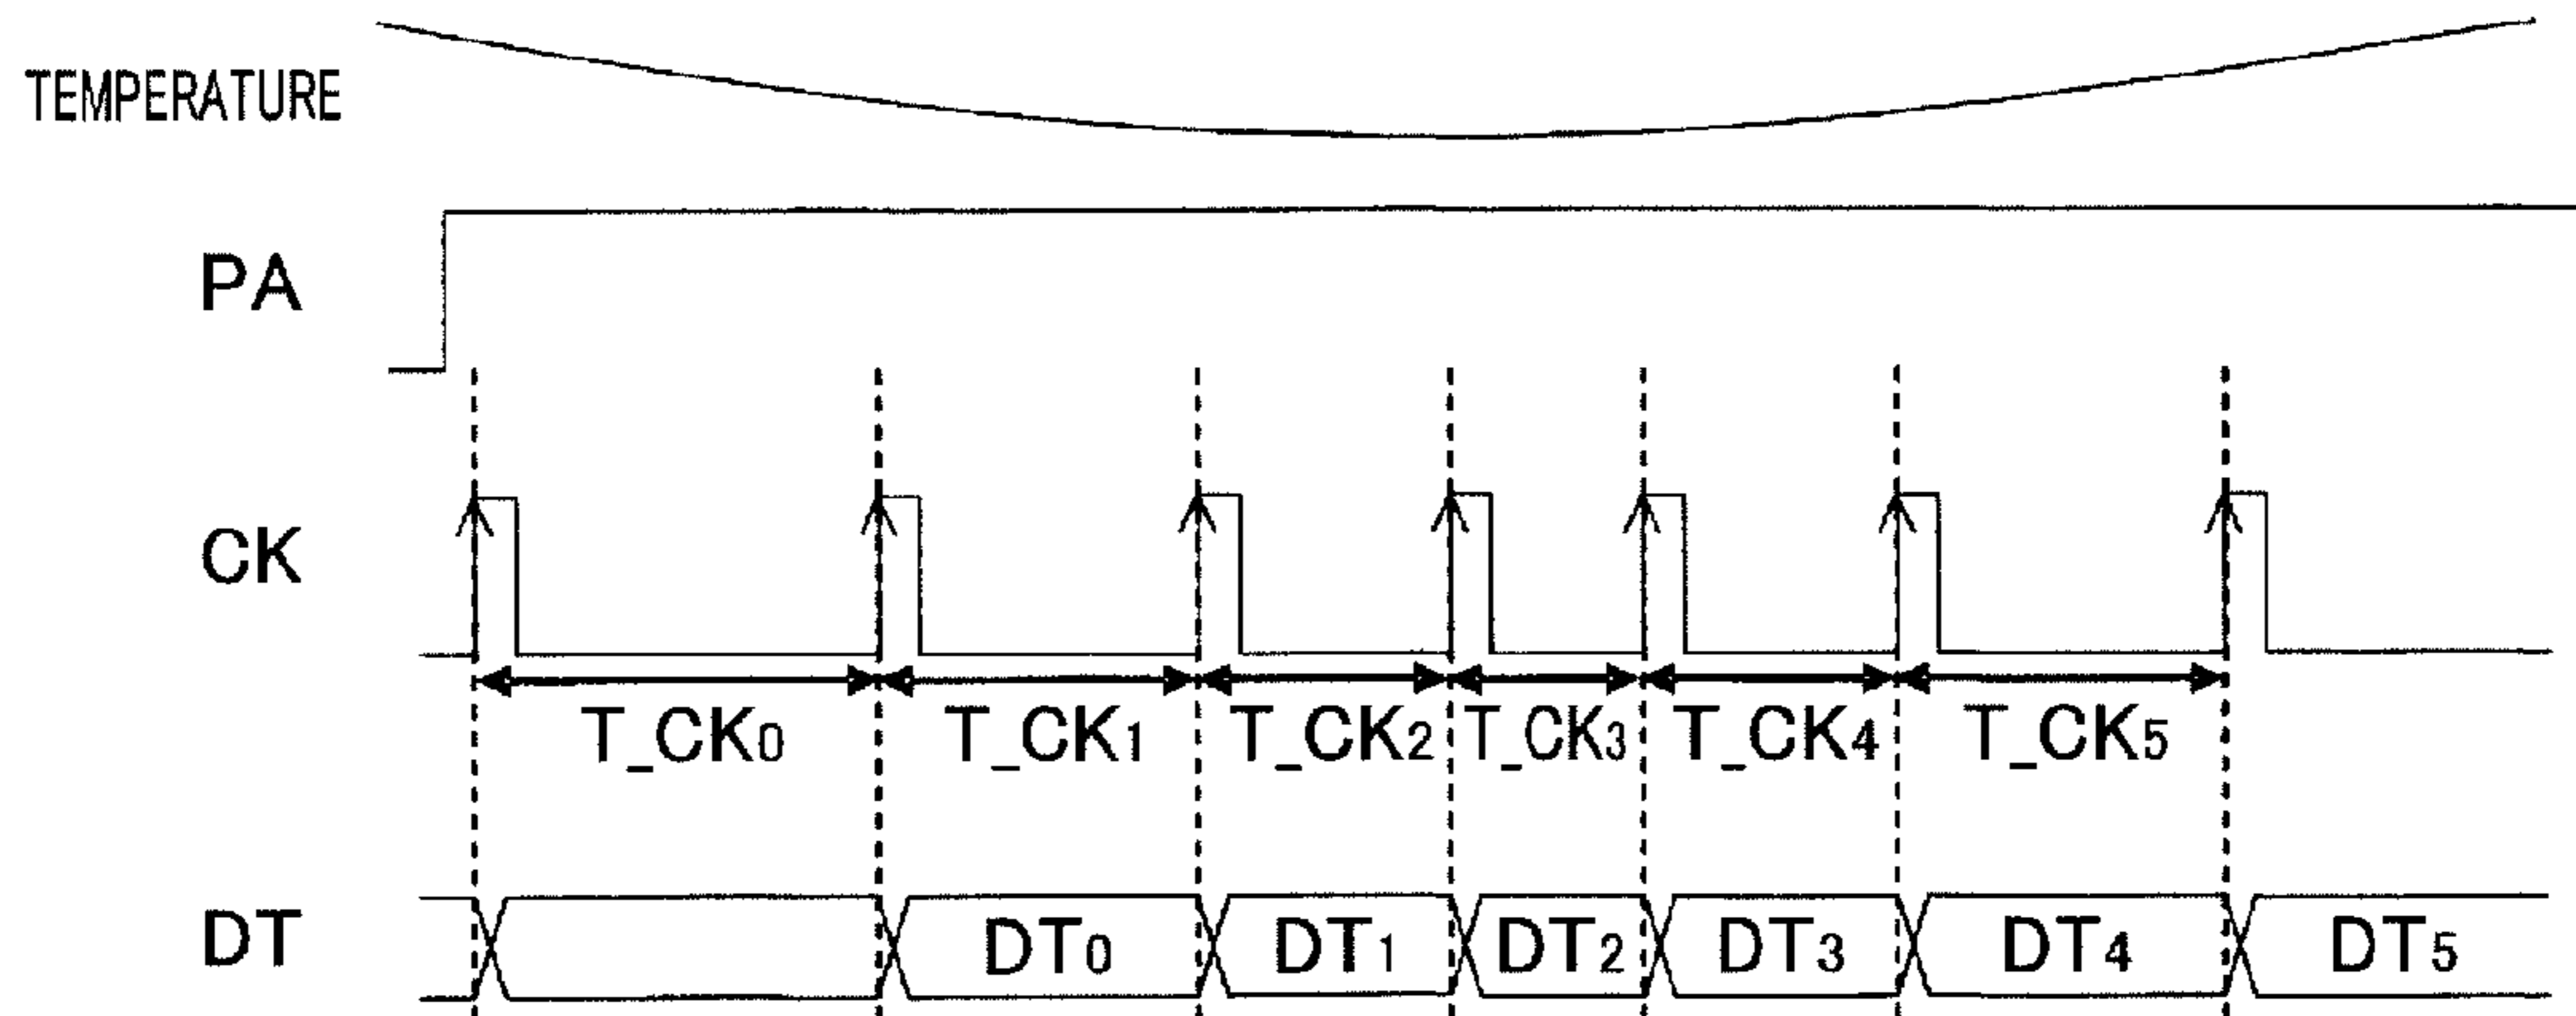 TEMPERATURE
PA
CK
T_CK0 T_CK1 T_CK2 T_CK3 T_CK4 T_CK5
DT DT0 DT1 DT2 DT3 DT4 DT5